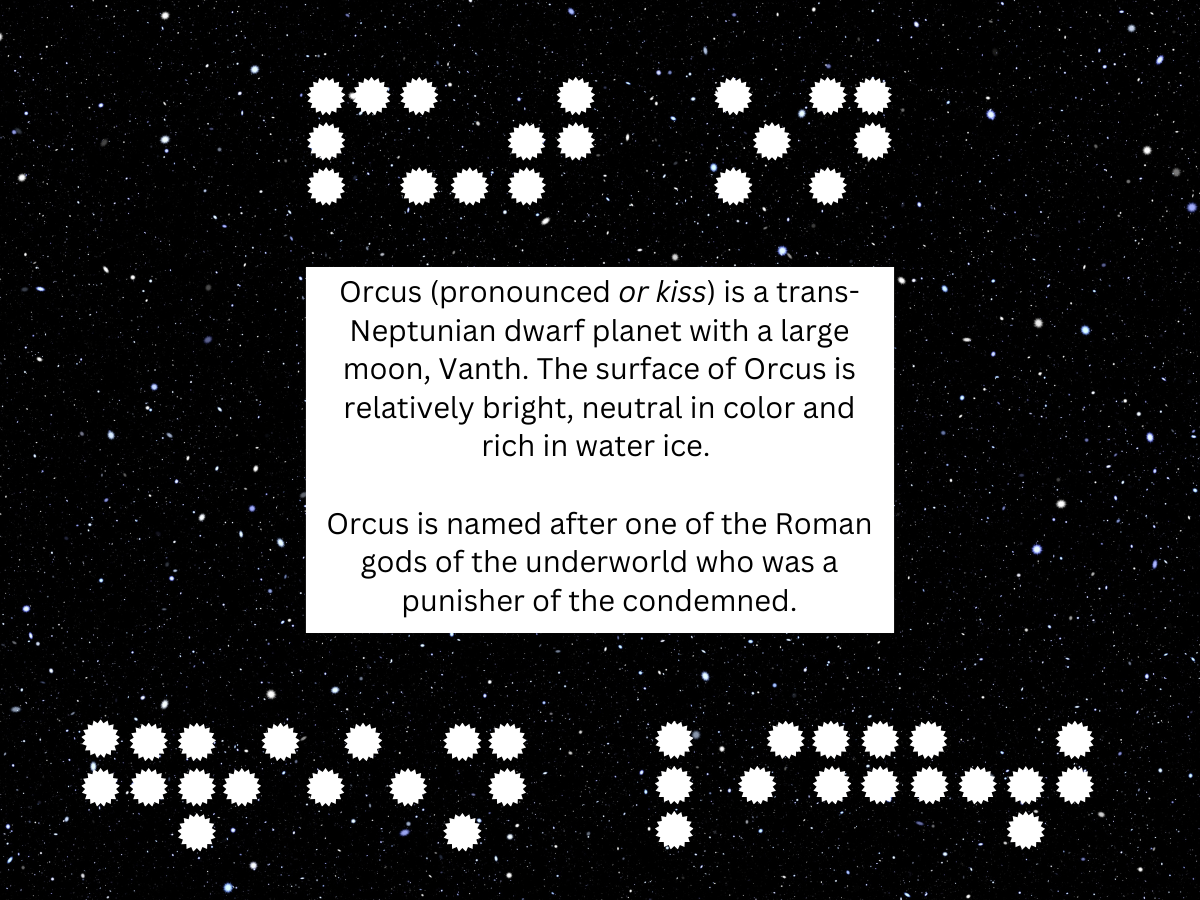 ⠏⠥⠞ ⠕⠝
Orcus (pronounced or kiss) is a trans-
Neptunian dwarf planet with a large
moon, Vanth. The surface of Orcus is
relatively bright, neutral in color and
rich in water ice.
Orcus is named after one of the Roman
gods of the underworld who was a
punisher of the condemned.
⠛⠗⠑⠑⠝ ⠇⠊⠛⠓⠞